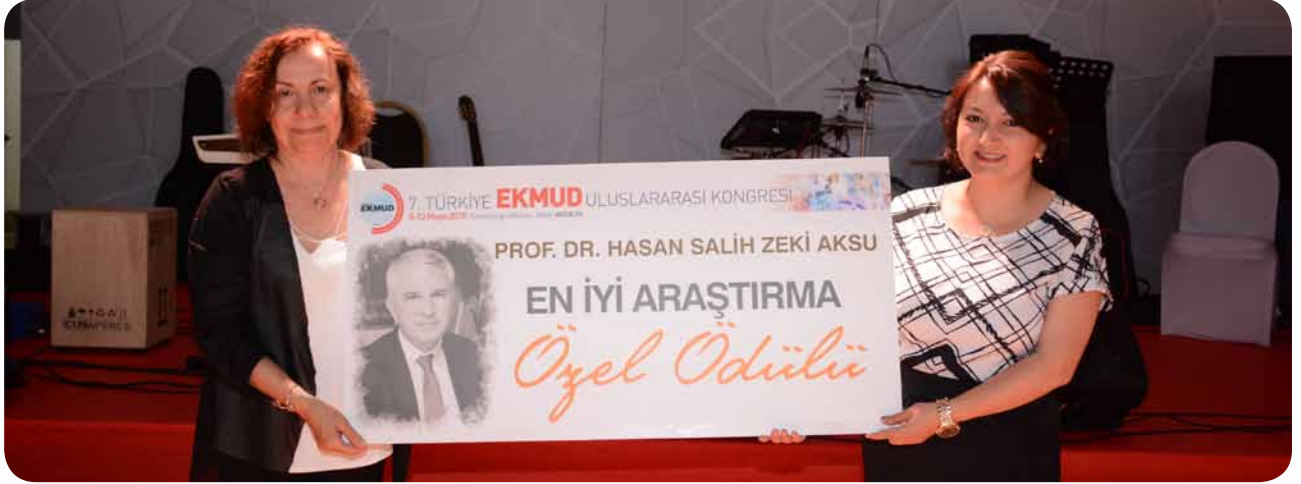 EKMUD
7. TÜRKİYE EKMUD ULUSLARARASI KONGRESİ
PROF. DR. HASAN SALİH ZEKİ AKSU
EN İYİ ARAŞTIRMA
Özel Ödülü